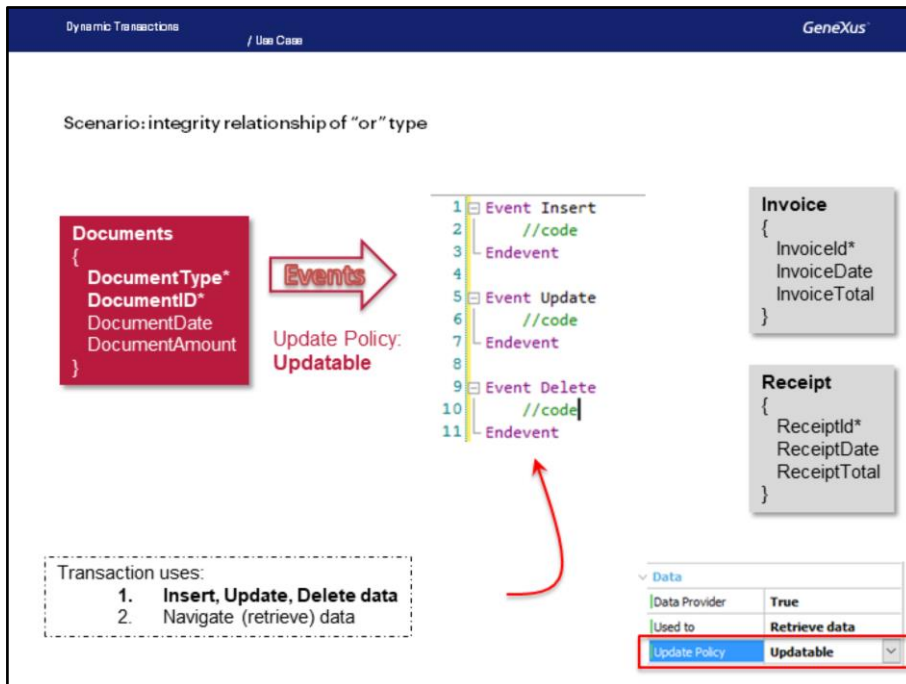 Dynamic Transactions
/ Use Case
GeneXus
Scenario: integrity relationship of “or” type
Documents
{
DocumentType*
DocumentID*
DocumentDate
DocumentAmount
}
Events
Update Policy:
Updatable
1 Event Insert
2 //code
3 Endevent
4
5 Event Update
6 //code
7 Endevent
8
9 Event Delete
10 //code
11 Endevent
Invoice
{
InvoiceId*
InvoiceDate
InvoiceTotal
}
Receipt
{
ReceiptId*
ReceiptDate
ReceiptTotal
}
Transaction uses:
1. Insert, Update, Delete data
2. Navigate (retrieve) data
Data
Data Provider True
Used to Retrieve data
Update Policy Updatable